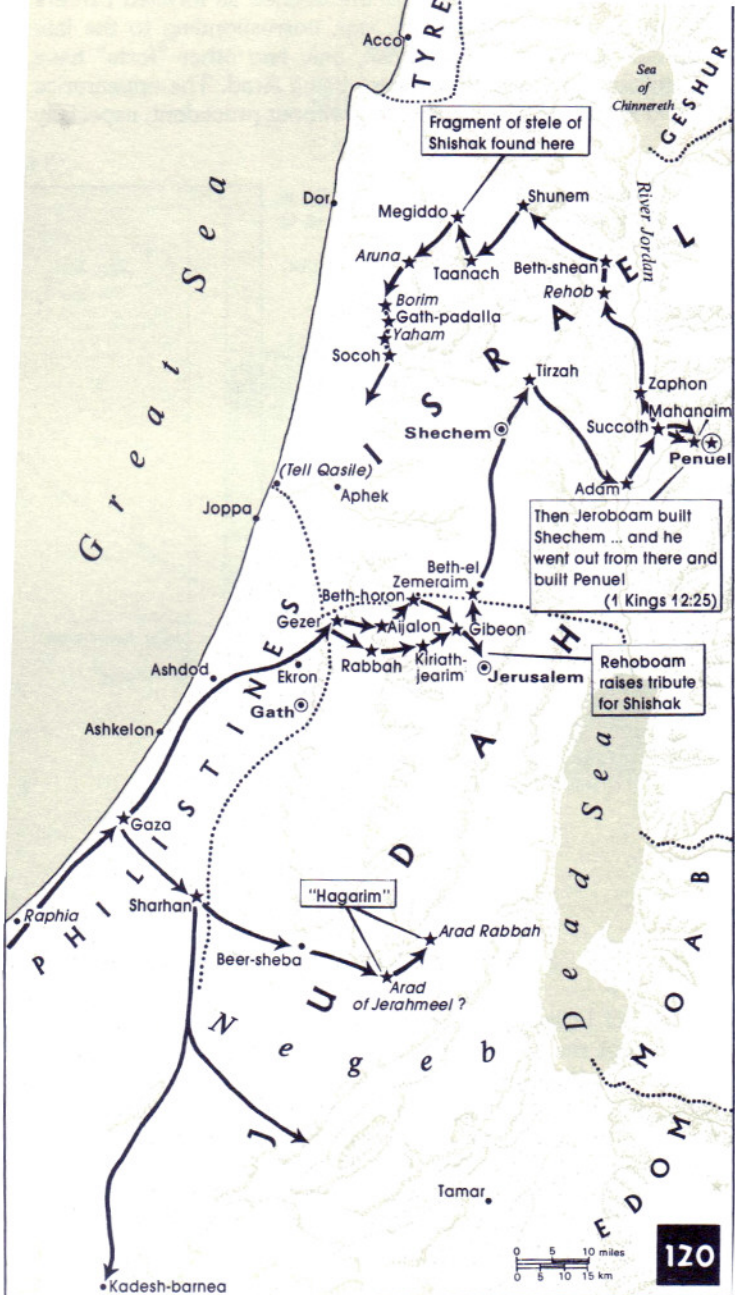 Acco
TYRE
Sea
of
Chinnereth
GESHUR
Fragment of stele of
Shishak found here
Dor
Great Sea
Megiddo
Shunem
River Jordan
Aruna
Taanach
Beth-shean
Rehob
ISRAEL
Borim
Gath-padalla
Yaham
Socoh
Tirzah
Zaphon
Mahanaim
Shechem
Succoth
Penuel
(Tell Qasile)
Aphek
Adam
Joppa
Then Jeroboam built
Shechem ... and he
went out from there and
built Penuel
(1 Kings 12:25)
Beth-el
Zemeraim
Beth-horon
Gezer
Aijalon
Gibeon
Rabbah
Kiriath-
jearim
Jerusalem
Rehoboam
raises tribute
for Shishak
Ashdod
Ekron
Gath
Ashkelon
PHILISTINES
JUDAH
Gaza
Dead Sea
"Hagarim"
Sharhan
Raphia
Arad Rabbah
Beer-sheba
Arad
of Jerahmeel ?
MOAB
Negeb
Tamar
EDOM
0 5 10 miles
0 5 10 15 km
120
Kadesh-barnea